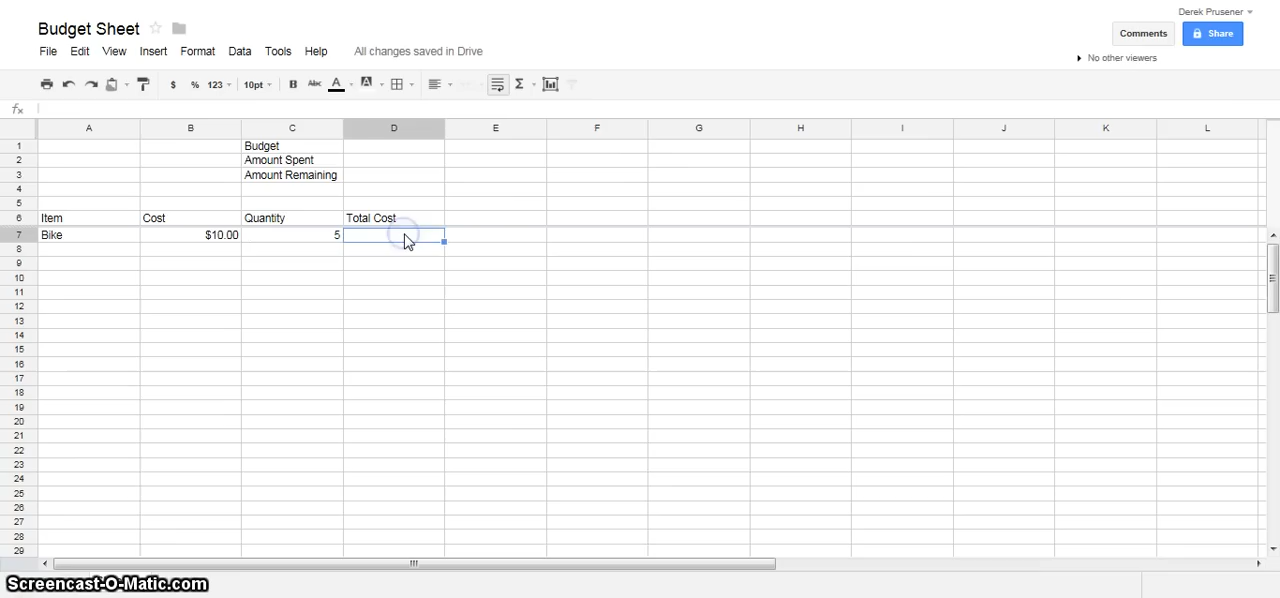 Derek Prusener
Budget Sheet
Comments Share
File Edit View Insert Format Data Tools Help All changes saved in Drive
No other viewers
$ % 123 10pt B Abc A A Σ
fx
A B C D E F G H I J K L
1 Budget
2 Amount Spent
3 Amount Remaining
4
5
6 Item Cost Quantity Total Cost
7 Bike $10.00 5
8
9
10
11
12
13
14
15
16
17
18
19
20
21
22
23
24
25
26
27
28
29
Screencast-O-Matic.com